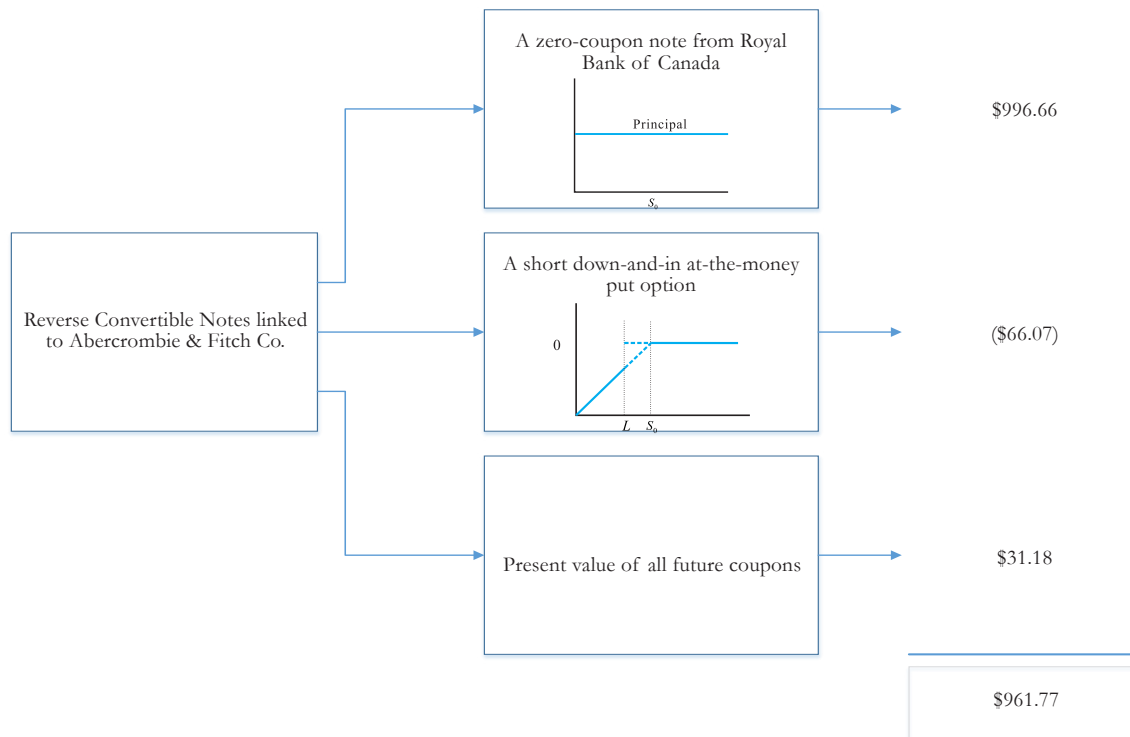 Reverse Convertible Notes linked
to Abercrombie & Fitch Co.
A zero-coupon note from Royal
Bank of Canada
Principal
S₀
$996.66
A short down-and-in at-the-money
put option
0
L S₀
($66.07)
Present value of all future coupons
$31.18
$961.77